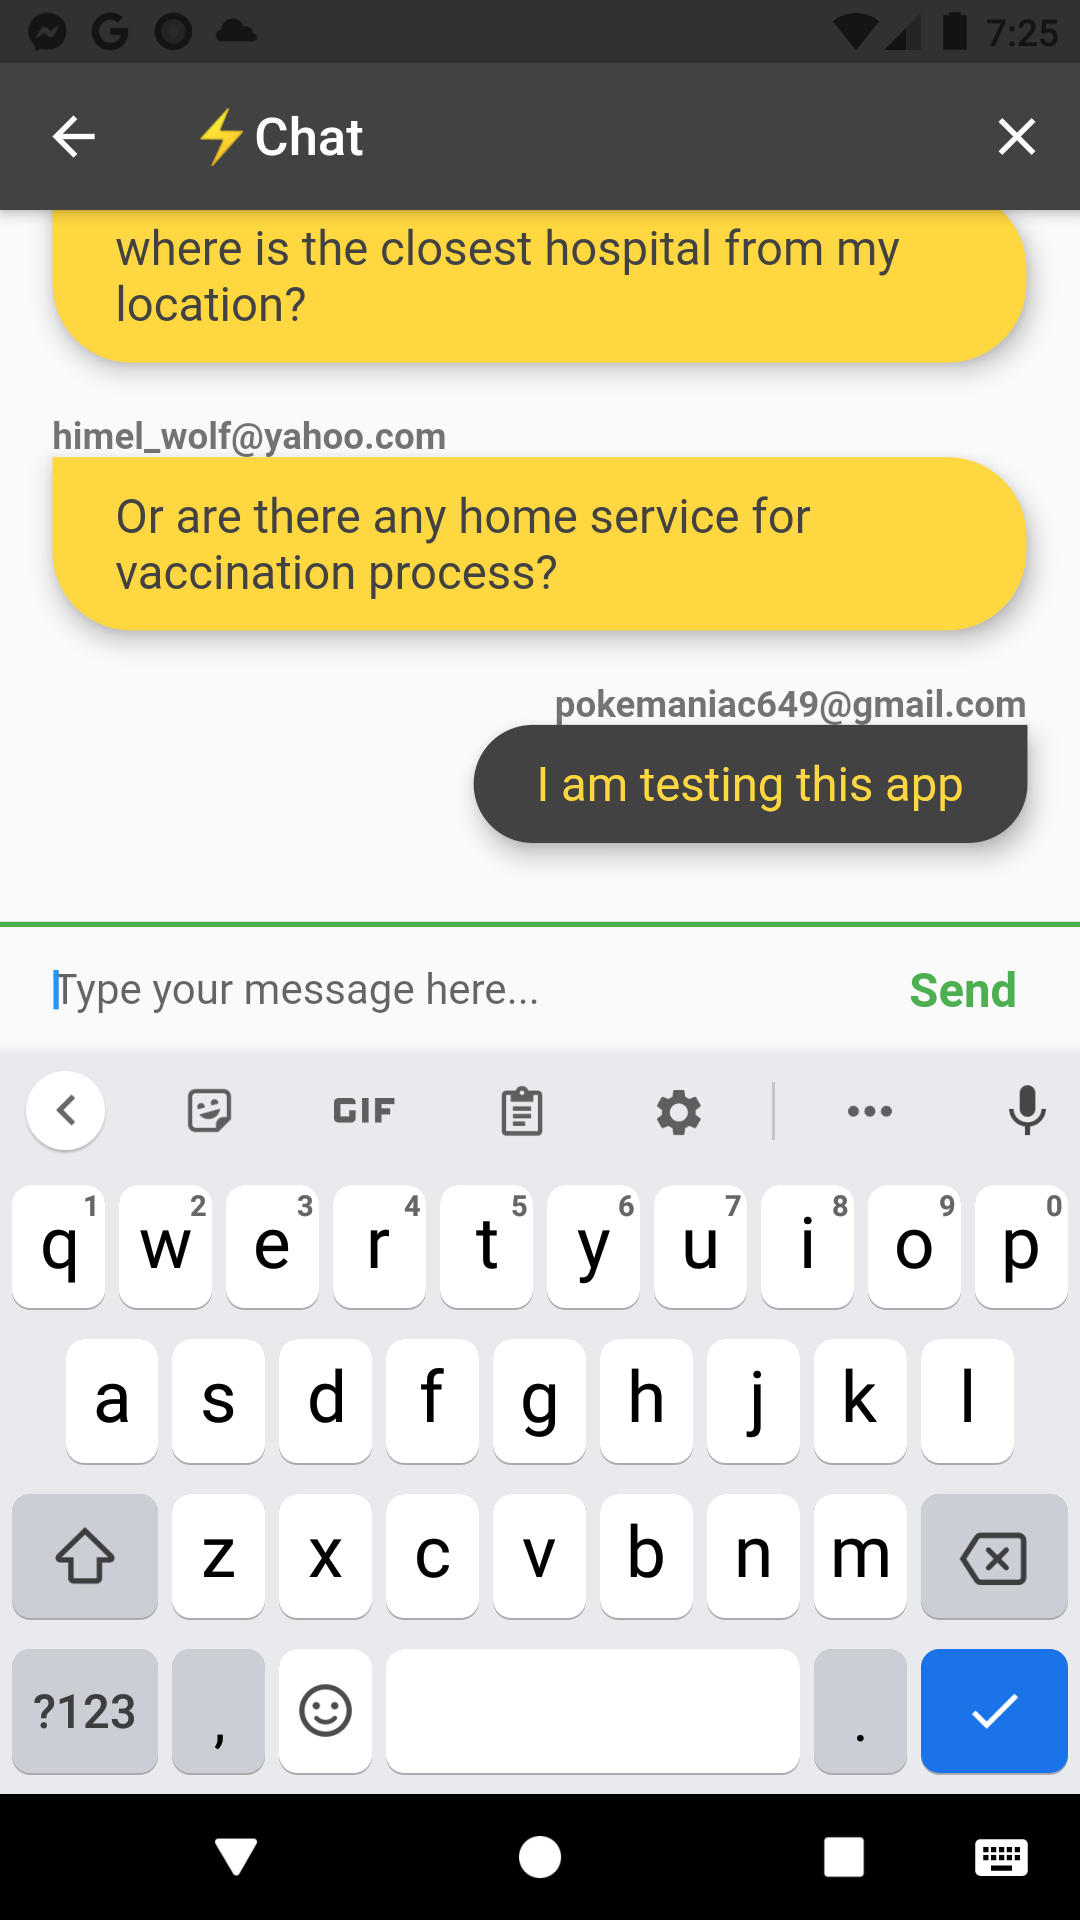 7:25
⚡Chat
where is the closest hospital from my
location?
himel_wolf@yahoo.com
Or are there any home service for
vaccination process?
pokemaniac649@gmail.com
I am testing this app
Type your message here...
Send
GIF
1 2 3 4 5 6 7 8 9 0
q w e r t y u i o p
a s d f g h j k l
z x c v b n m
?123 , .